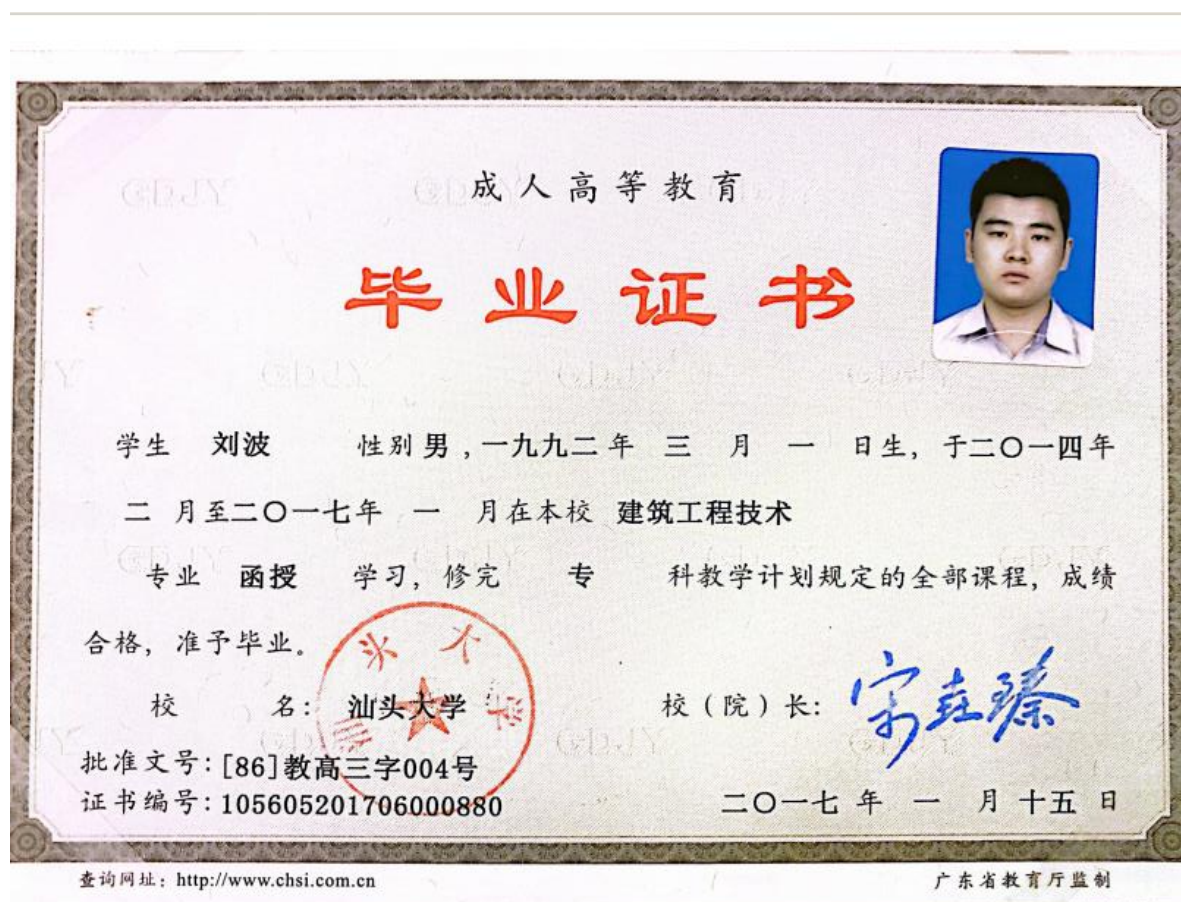 成人高等教育
毕业证书
学生 刘波 性别 男，一九九二年 三 月 一 日生，于二〇一四年
二 月至二〇一七年 一 月在本校 建筑工程技术
专业 函授 学习，修完 专 科教学计划规定的全部课程，成绩
合格，准予毕业。
校 名：汕头大学 校（院）长：
汕头大学
批准文号：[86]教高三字004号
证书编号：105605201706000880 二〇一七 年 一 月 十五 日
查询网址：http://www.chsi.com.cn 广东省教育厅监制